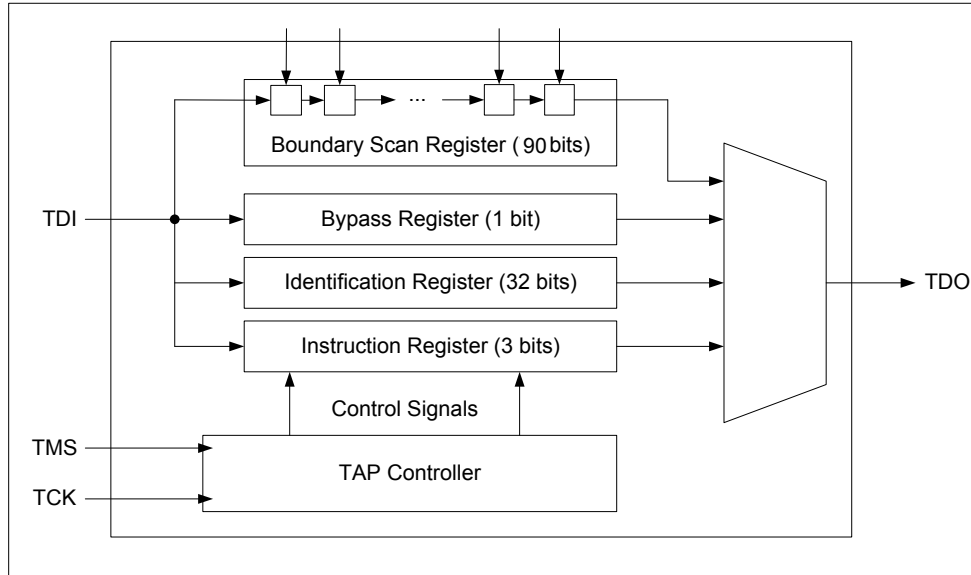 ...
Boundary Scan Register ( 90 bits)
TDI
Bypass Register (1 bit)
Identification Register (32 bits)
TDO
Instruction Register (3 bits)
Control Signals
TMS
TAP Controller
TCK